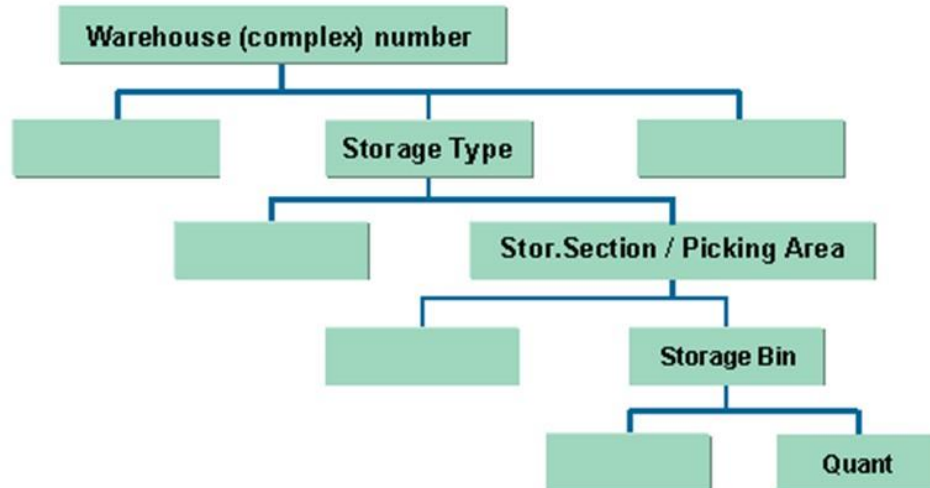 Warehouse (complex) number
Storage Type
Stor.Section / Picking Area
Storage Bin
Quant